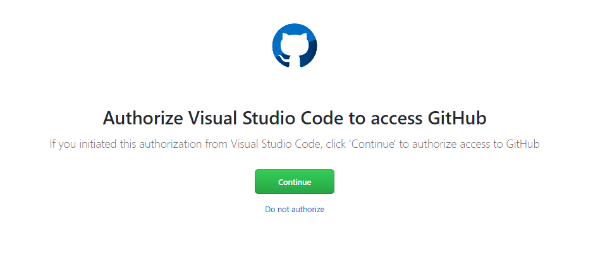 Authorize Visual Studio Code to access GitHub
If you initiated this authorization from Visual Studio Code, click 'Continue' to authorize access to GitHub
Continue
Do not authorize